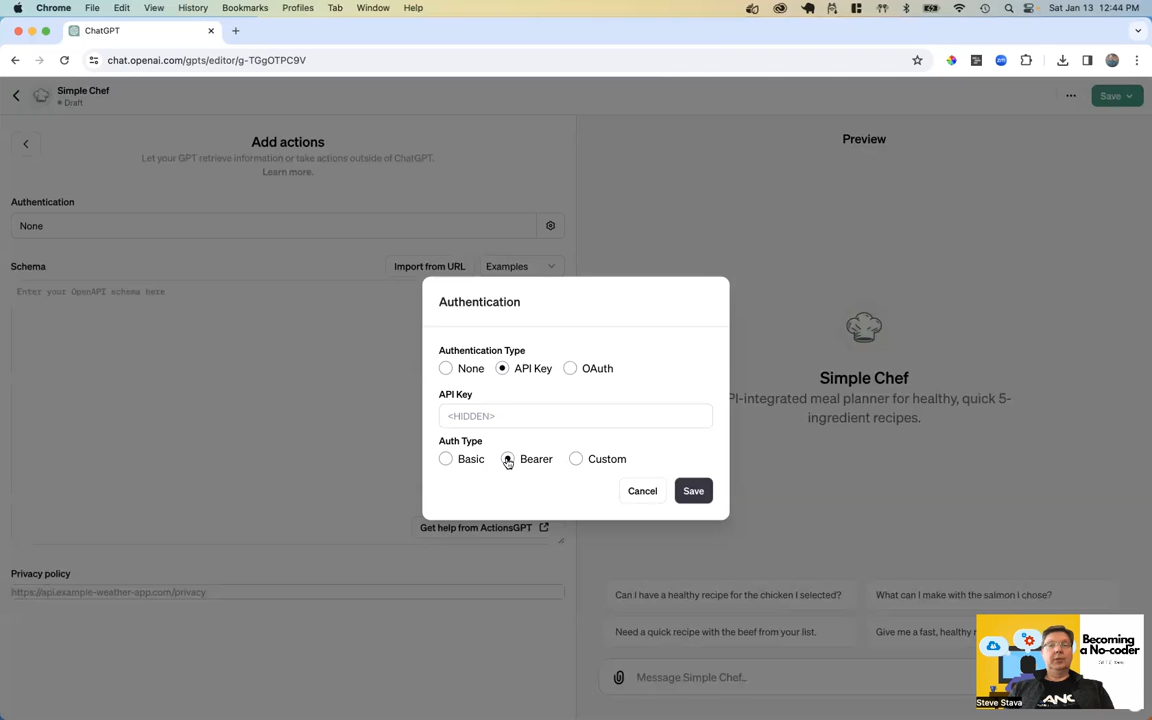 Chrome File Edit View History Bookmarks Profiles Tab Window Help Sat Jan 13 12:44 PM
ChatGPT
chat.openai.com/gpts/editor/g-TGgOTPC9V
Simple Chef
Draft
Save
Add actions
Let your GPT retrieve information or take actions outside of ChatGPT.
Learn more.
Authentication
None
Schema
Import from URL
Examples
Enter your OpenAPI schema here
Get help from ActionsGPT
Privacy policy
https://api.example-weather-app.com/privacy
Authentication
Authentication Type
None API Key OAuth
API Key
<HIDDEN>
Auth Type
Basic Bearer Custom
Cancel Save
Preview
Simple Chef
PI-integrated meal planner for healthy, quick 5-
ingredient recipes.
Can I have a healthy recipe for the chicken I selected?
What can I make with the salmon I chose?
Need a quick recipe with the beef from your list.
Give me a fast, healthy
Message Simple Chef…
Becoming
a No-coder
Steve Stava